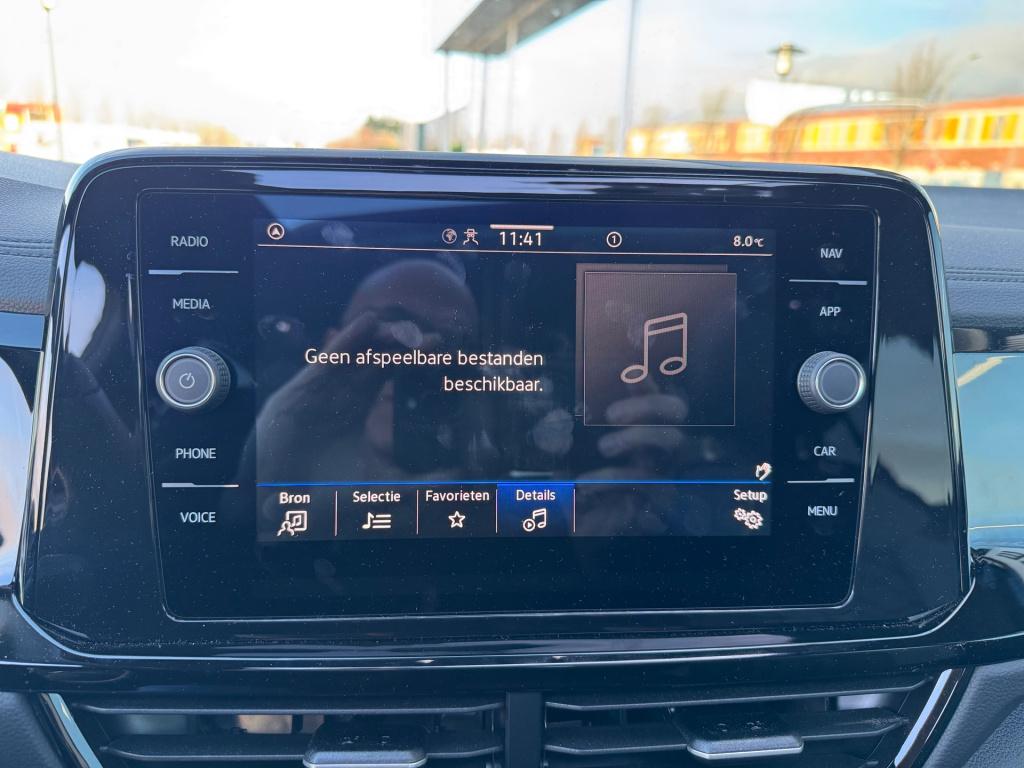 RADIO
MEDIA
PHONE
VOICE
11:41
1
8.0°C
Geen afspeelbare bestanden
beschikbaar.
Bron
Selectie
Favorieten
Details
Setup
NAV
APP
CAR
MENU